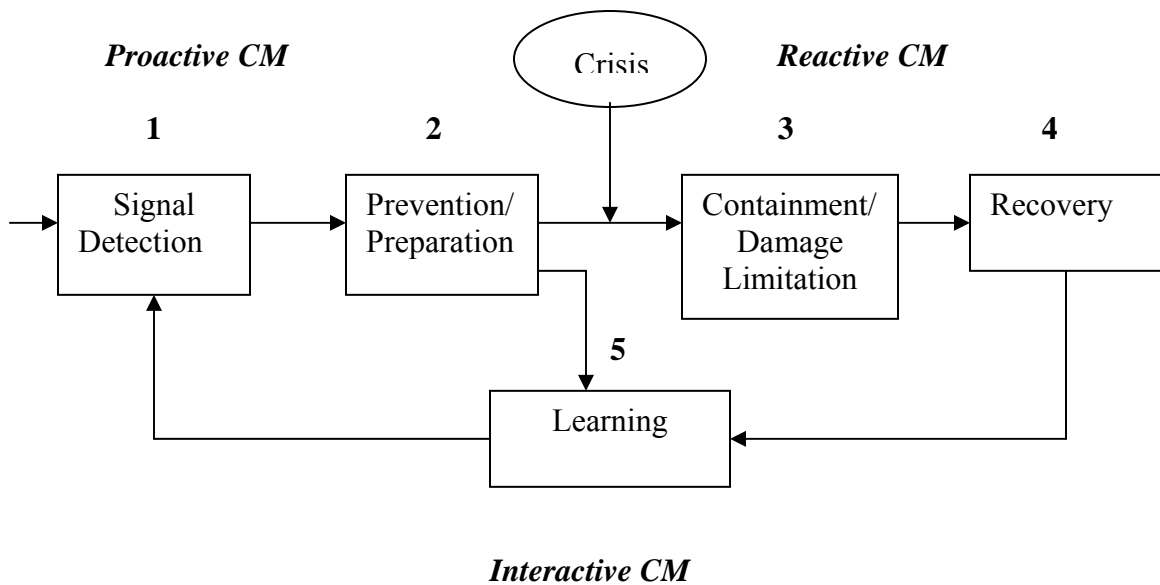 Proactive CM
Crisis
Reactive CM
1
2
3
4
Signal
Detection
Prevention/
Preparation
Containment/
Damage
Limitation
Recovery
5
Learning
Interactive CM